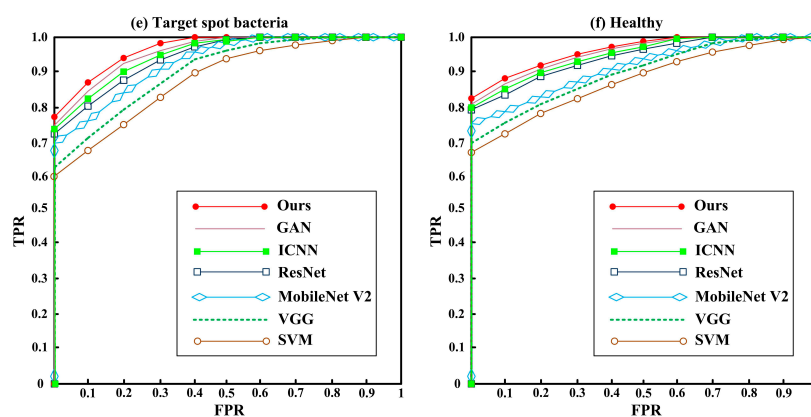 (e) Target spot bacteria
1.0
0.9
0.8
0.7
0.6
0.5
0.4
0.3
0.2
0.1
0
TPR
Ours
GAN
ICNN
ResNet
MobileNet V2
VGG
SVM
0.1 0.2 0.3 0.4 0.5 0.6 0.7 0.8 0.9 1
FPR
(f) Healthy
1.0
0.9
0.8
0.7
0.6
0.5
0.4
0.3
0.2
0.1
0
TPR
Ours
GAN
ICNN
ResNet
MobileNet V2
VGG
SVM
0.1 0.2 0.3 0.4 0.5 0.6 0.7 0.8 0.9
FPR